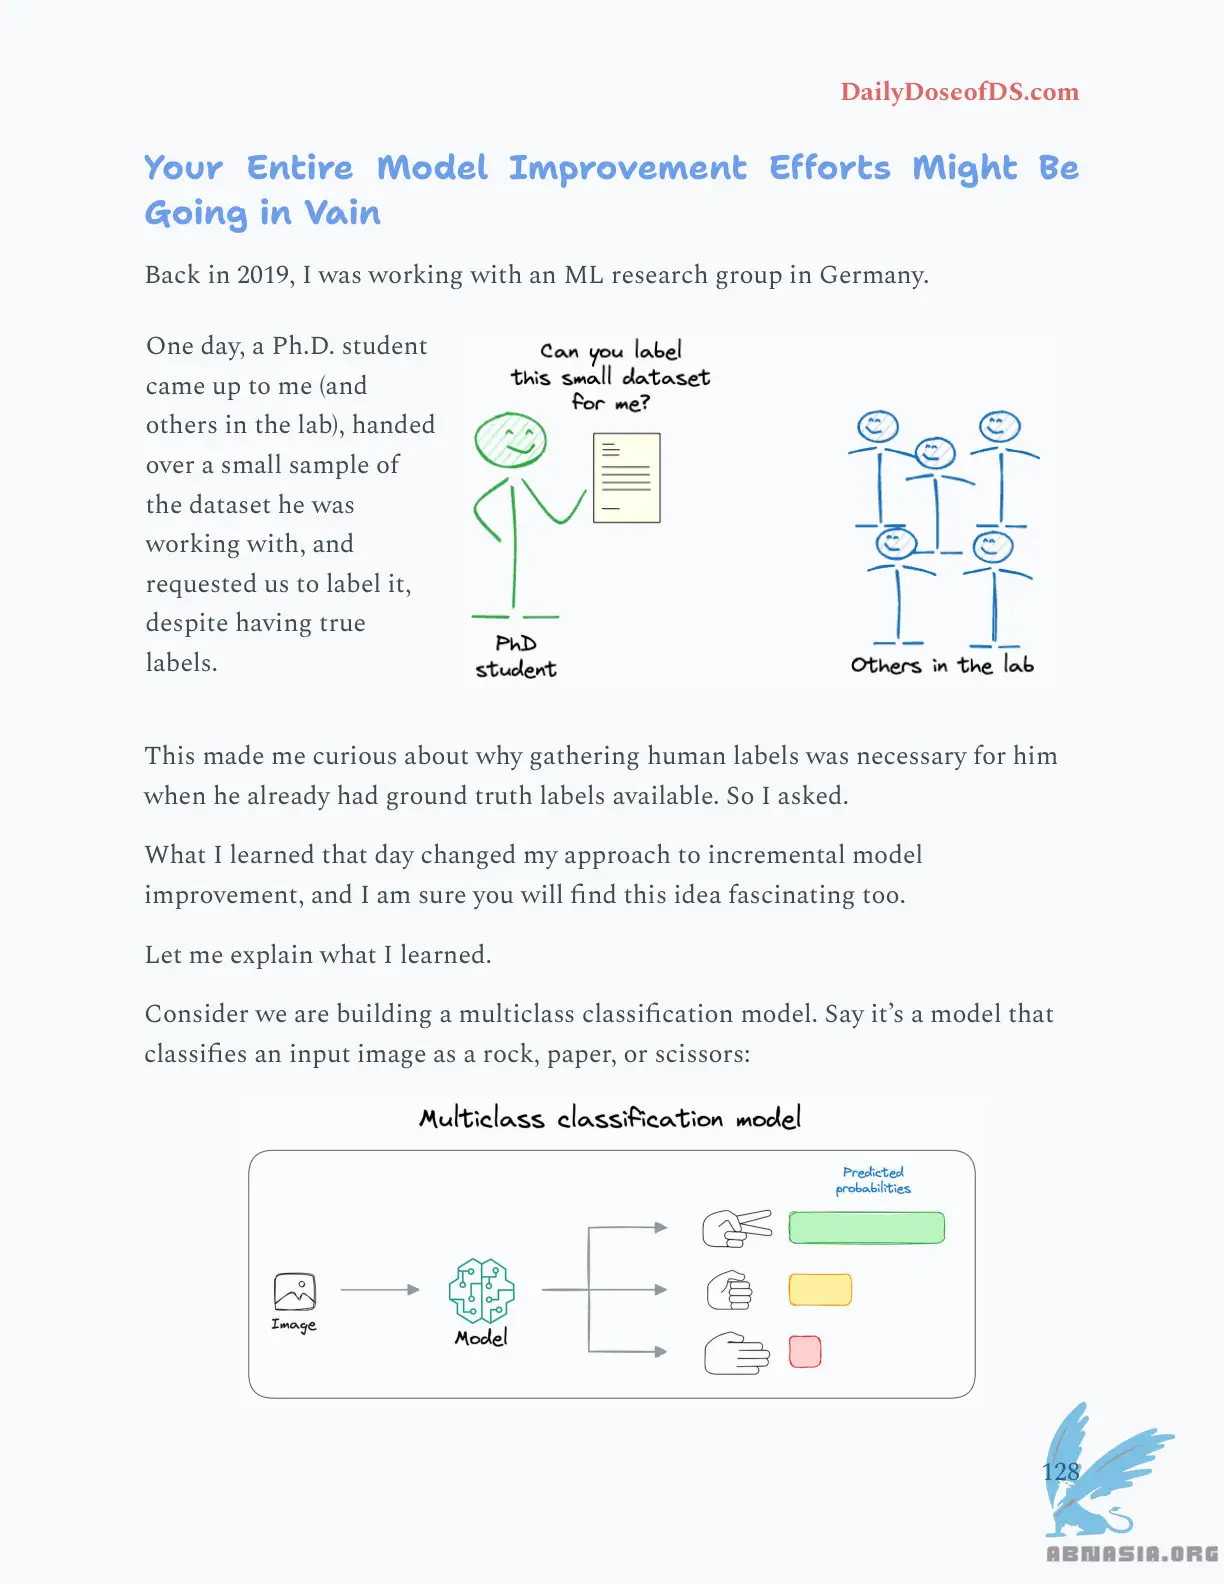 DailyDoseofDS.com
Your Entire Model Improvement Efforts Might Be
Going in Vain
Back in 2019, I was working with an ML research group in Germany.
One day, a Ph.D. student
came up to me (and
others in the lab), handed
over a small sample of
the dataset he was
working with, and
requested us to label it,
despite having true
labels.
Can you label
this small dataset
for me?
PhD
student
Others in the lab
This made me curious about why gathering human labels was necessary for him
when he already had ground truth labels available. So I asked.
What I learned that day changed my approach to incremental model
improvement, and I am sure you will find this idea fascinating too.
Let me explain what I learned.
Consider we are building a multiclass classification model. Say it’s a model that
classifies an input image as a rock, paper, or scissors:
Multiclass classification model
Predicted
probabilities
Image
Model
128
ABNASIA.ORG